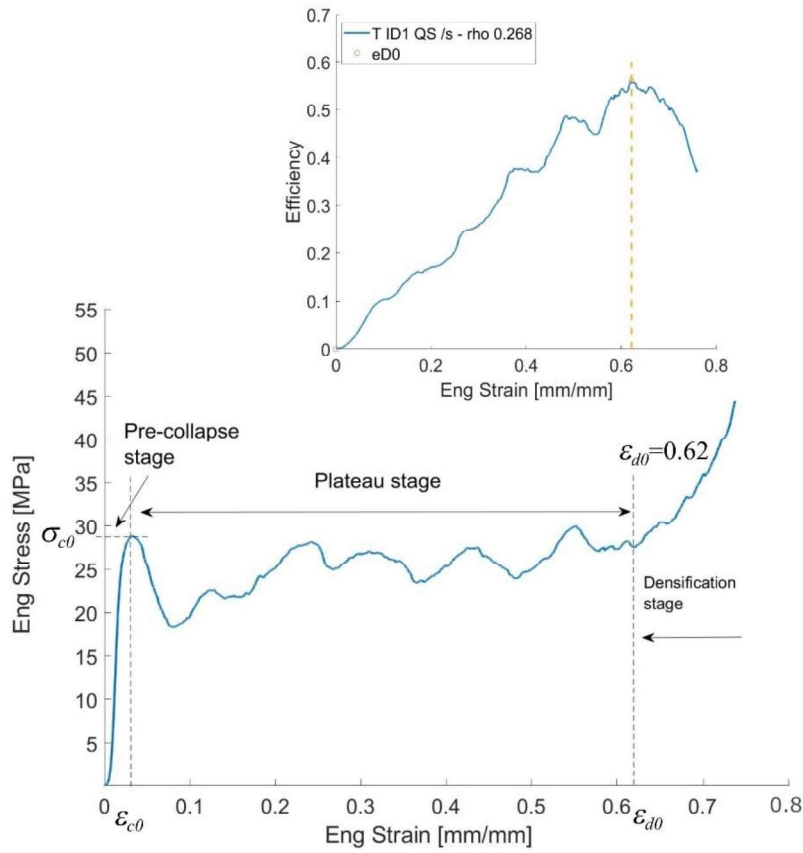 0.7
0.6
0.5
0.4
0.3
0.2
0.1
0
T ID1 QS /s - rho 0.268
eD0
Efficiency
0.2
0.4
0.6
0.8
Eng Strain [mm/mm]
55
50
45
40
35
30
25
20
15
10
5
Eng Stress [MPa]
Pre-collapse
stage
Plateau stage
εd0=0.62
σc0
Densification
stage
0
0.1
0.2
0.3
0.4
0.5
0.6
0.7
0.8
εc0
εd0
Eng Strain [mm/mm]